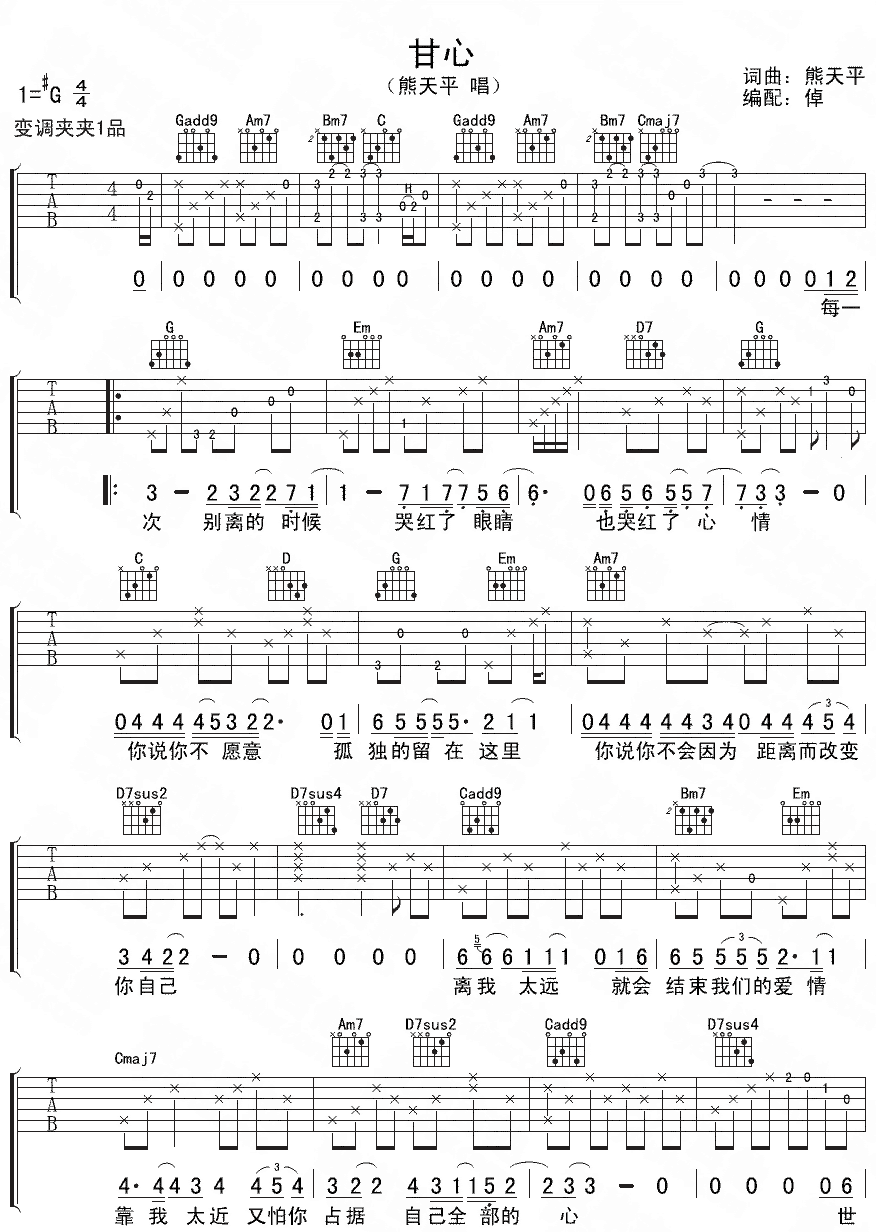 甘心
(熊天平 唱)
1=#G 4/4
词曲：熊天平
编配：倬
变调夹夹1品
Gadd9 Am7 Bm7 C Gadd9 Am7 Bm7 Cmaj7
0 0 0 0 0 0 0 0 0 0 0 0 0 0 0 0 0 0 0 0 0 1 2
每一
G Em Am7 D7 G
3 - 2 3 2 2 7 1 1 - 7 1 7 7 5 6 6· 0 6 5 6 5 5 7 7 3 3 - 0
次 别离的 时候 哭红了 眼睛 也哭红了 心 情
C D G Em Am7
0 4 4 4 4 5 3 2 2· 0 1 6 5 5 5 5· 2 1 1 0 4 4 4 4 4 3 4 0 4 4 4 5 4
你说你不 愿意 孤 独的留 在 这里 你说你不会因为 距离而改变
D7sus2 D7sus4 D7 Cadd9 Bm7 Em
3 4 2 2 - 0 0 0 0 0 6 6 6 1 1 1 0 1 6 6 5 5 5 5 2· 1 1
你自己 离我 太远 就会 结束我们的爱 情
Cmaj7 Am7 D7sus2 Cadd9 D7sus4
4· 4 4 3 4 4 5 4 3 2 2 4 3 2 1 1 5 2 2 3 3 - 0 0 0 0 6
靠 我 太近 又怕你 占据 自己全 部的 心 世